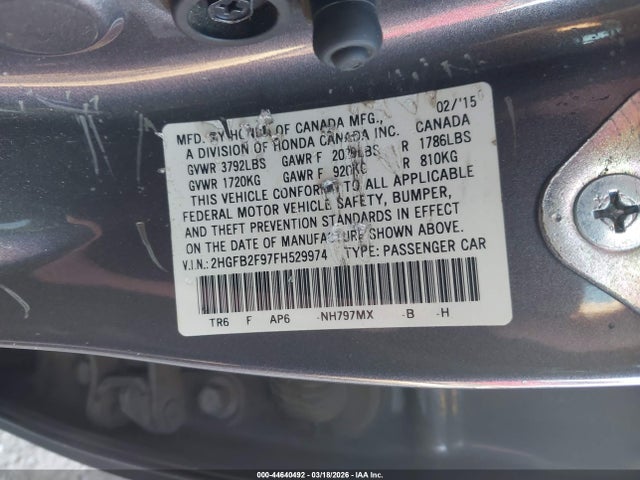 MFD. BY HONDA OF CANADA MFG., 02/'15
A DIVISION OF HONDA CANADA INC. CANADA
GVWR 3792LBS GAWR F 2029LBS R 1786LBS
GVWR 1720KG GAWR F 920KG R 810KG
THIS VEHICLE CONFORMS TO ALL APPLICABLE
FEDERAL MOTOR VEHICLE SAFETY, BUMPER,
AND THEFT PREVENTION STANDARDS IN EFFECT
ON THE DATE OF MANUFACTURE SHOWN ABOVE.
V.I.N.: 2HGFB2F97FH529974 TYPE: PASSENGER CAR
TR6 F AP6 -NH797MX -B -H
000-44640492 - 03/18/2026 - IAA Inc.